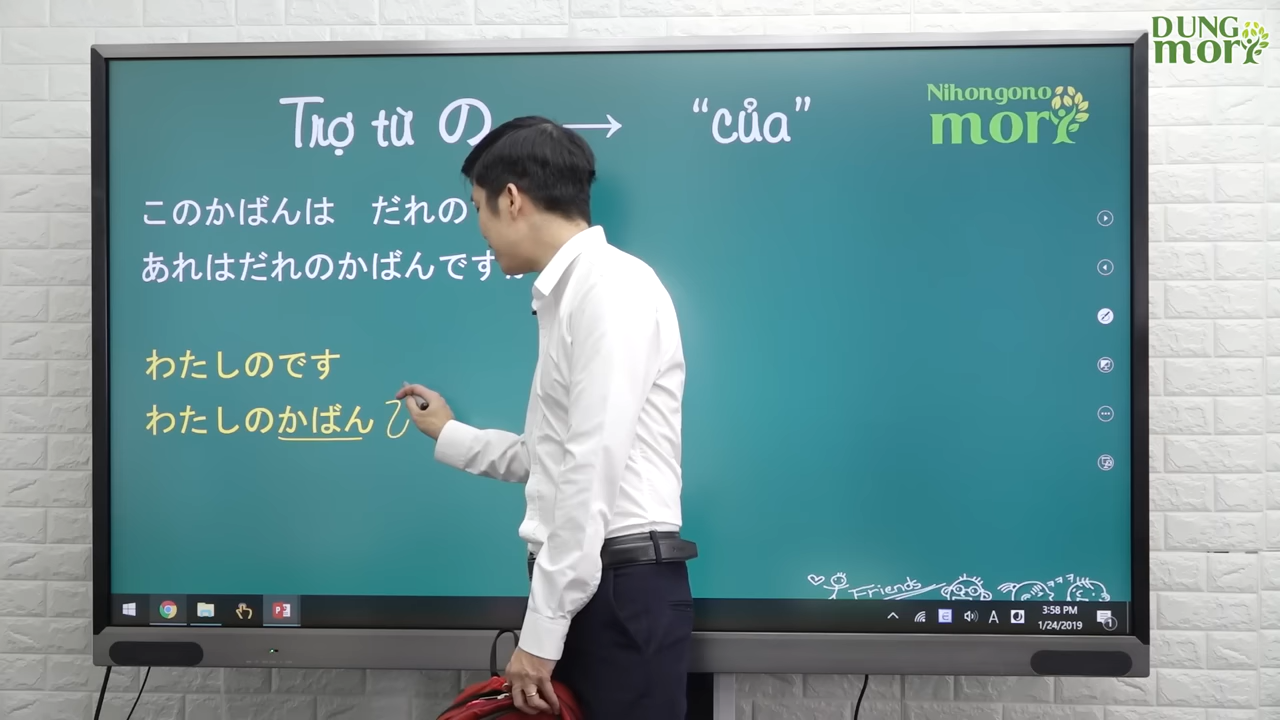 DUNG
mori
Trợ từ の → “của”
Nihongono
mori
このかばんは だれの
あれはだれのかばんです
わたしのです
わたしのかばん
Friends
A
3:58 PM
1/24/2019
1